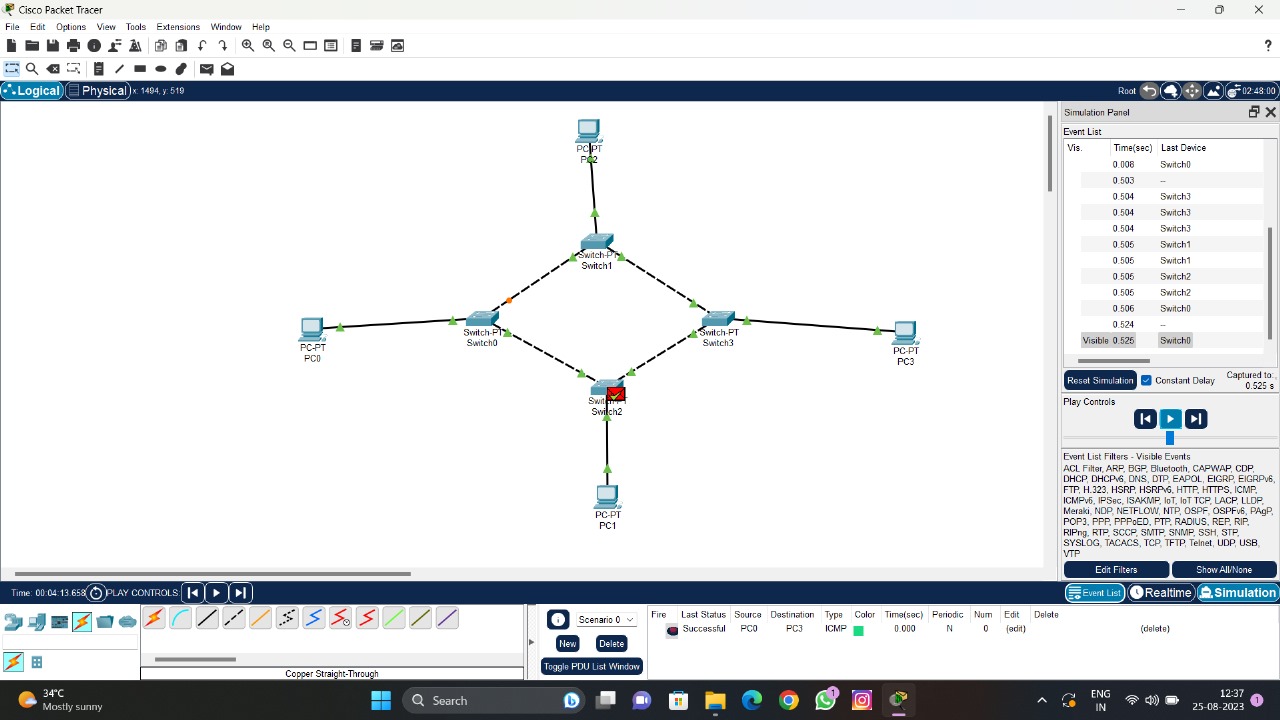 Cisco Packet Tracer
File Edit Options View Tools Extensions Window Help
?
Logical Physical x: 1494, y: 519 Root 02:48:00
Simulation Panel
Event List
Vis. Time(sec) Last Device
0.008 Switch0
0.503 --
0.504 Switch3
0.504 Switch3
0.504 Switch3
0.505 Switch1
0.505 Switch1
0.505 Switch2
0.505 Switch2
0.506 Switch0
0.524 --
Visible 0.525 Switch0
Reset Simulation Constant Delay Captured to:
0.525 s
Play Controls
Event List Filters - Visible Events
ACL Filter, ARP, BGP, Bluetooth, CAPWAP, CDP,
DHCP, DHCPv6, DNS, DTP, EAPOL, EIGRP, EIGRPv6,
FTP, H.323, HSRP, HSRPv6, HTTP, HTTPS, ICMP,
ICMPv6, IPSec, ISAKMP, IoT, IoT TCP, LACP, LLDP,
Meraki, NDP, NETFLOW, NTP, OSPF, OSPFv6, PAgP,
POP3, PPP, PPPoED, PTP, RADIUS, REP, RIP,
RIPng, RTP, SCCP, SMTP, SNMP, SSH, STP,
SYSLOG, TACACS, TCP, TFTP, Telnet, UDP, USB,
VTP
Edit Filters Show All/None
PC-PT
PC2
Switch-PT
Switch1
PC-PT
PC0
Switch-PT
Switch0
Switch-PT
Switch3
PC-PT
PC3
Switch-PT
Switch2
PC-PT
PC1
Time: 00:04:13.658 PLAY CONTROLS: Event List Realtime Simulation
Scenario 0
New Delete
Toggle PDU List Window
Fire Last Status Source Destination Type Color Time(sec) Periodic Num Edit Delete
Successful PC0 PC3 ICMP 0.000 N 0 (edit) (delete)
Copper Straight-Through
34°C
Mostly sunny
Search
1
ENG
IN
12:37
25-08-2023
1